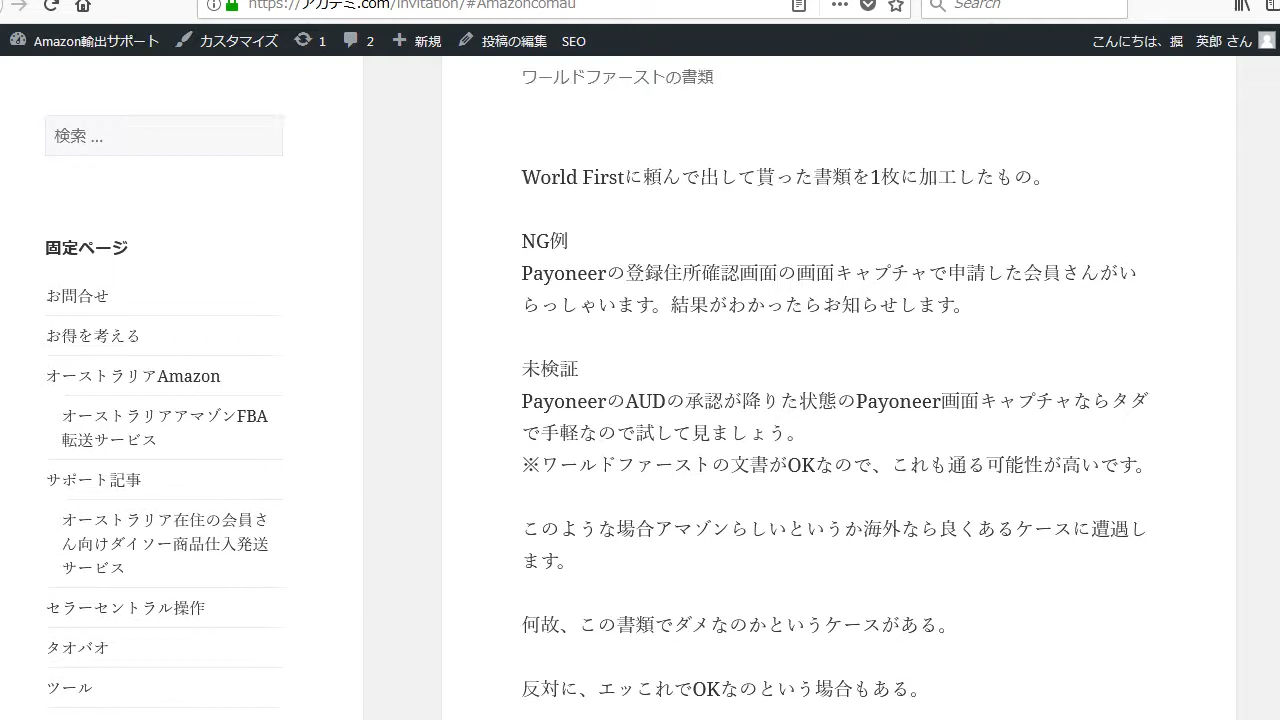 https://アカデミ.com/invitation/#Amazoncomau
Search
Amazon輸出サポート カスタマイズ 1 2 新規 投稿の編集 SEO こんにちは、掘 英郎 さん
検索 ...
固定ページ
お問合せ
お得を考える
オーストラリアAmazon
オーストラリアアマゾンFBA
転送サービス
サポート記事
オーストラリア在住の会員さ
ん向けダイソー商品仕入発送
サービス
セラーセントラル操作
タオバオ
ツール
ワールドファーストの書類
World Firstに頼んで出して貰った書類を1枚に加工したもの。
NG例
Payoneerの登録住所確認画面の画面キャプチャで申請した会員さんがい
らっしゃいます。結果がわかったらお知らせします。
未検証
PayoneerのAUDの承認が降りた状態のPayoneer画面キャプチャならタダ
で手軽なので試して見ましょう。
※ワールドファーストの文書がOKなので、これも通る可能性が高いです。
このような場合アマゾンらしいというか海外なら良くあるケースに遭遇し
ます。
何故、この書類でダメなのかというケースがある。
反対に、エッこれでOKなのという場合もある。